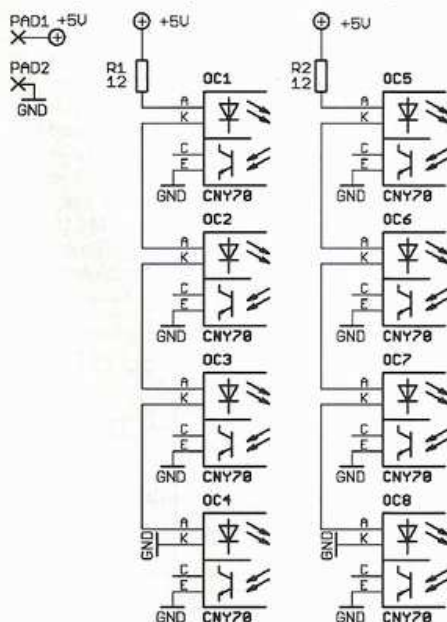 PAD1 +5V
PAD2
GND
+5V
R1
12
OC1
A
K
C
E
GND
CNY70
OC2
A
K
C
E
GND
CNY70
OC3
A
K
C
E
GND
CNY70
OC4
A
K
GND
C
E
GND
CNY70
+5V
R2
12
OC5
A
K
C
E
GND
CNY70
OC6
A
K
C
E
GND
CNY70
OC7
A
K
C
E
GND
CNY70
OC8
A
K
GND
C
E
GND
CNY70